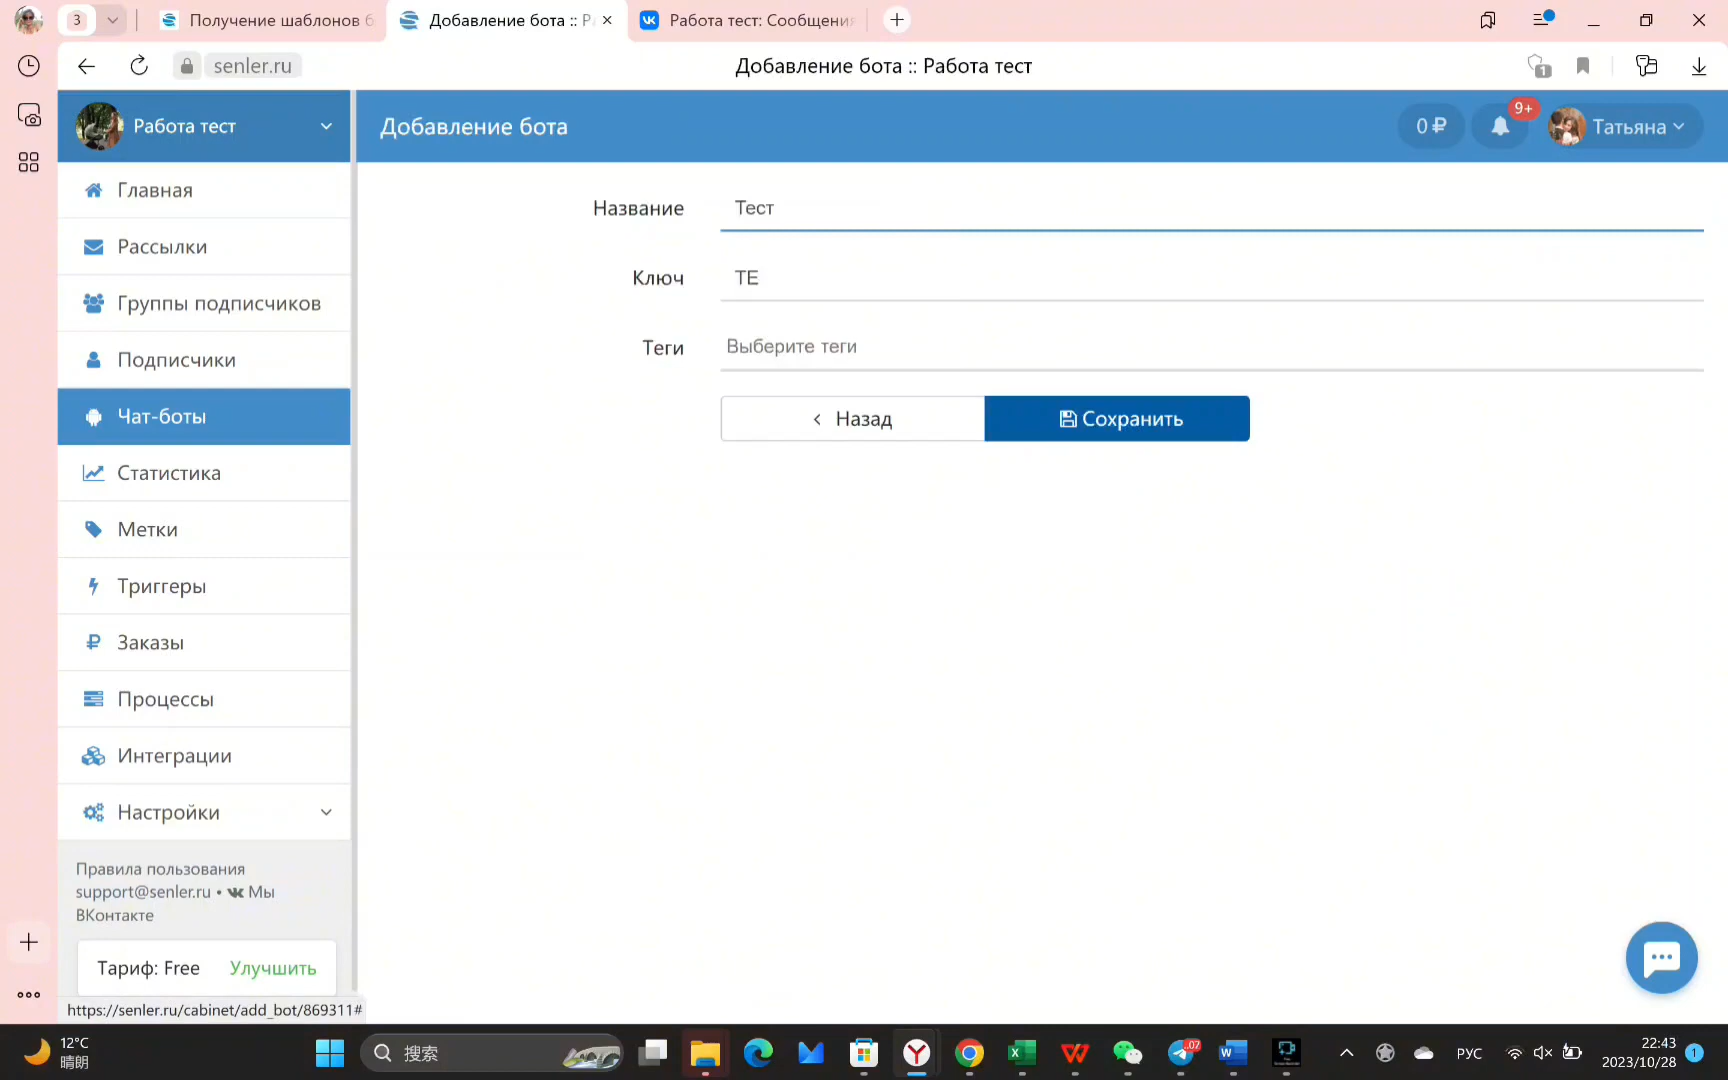 3
Получение шаблонов б
Добавление бота :: Р
Работа тест: Сообщения
senler.ru
Добавление бота :: Работа тест
1
Работа тест
Добавление бота
0 ₽
9+
Татьяна
Главная
Рассылки
Группы подписчиков
Подписчики
Чат-боты
Статистика
Метки
Триггеры
Заказы
Процессы
Интеграции
Настройки
Название
Тест
Ключ
ТЕ
Теги
Выберите теги
Назад
Сохранить
Правила пользования
support@senler.ru • Мы
ВКонтакте
Тариф: Free
Улучшить
https://senler.ru/cabinet/add_bot/869311#
12°C
晴朗
搜索
РУС
22:43
2023/10/28
1